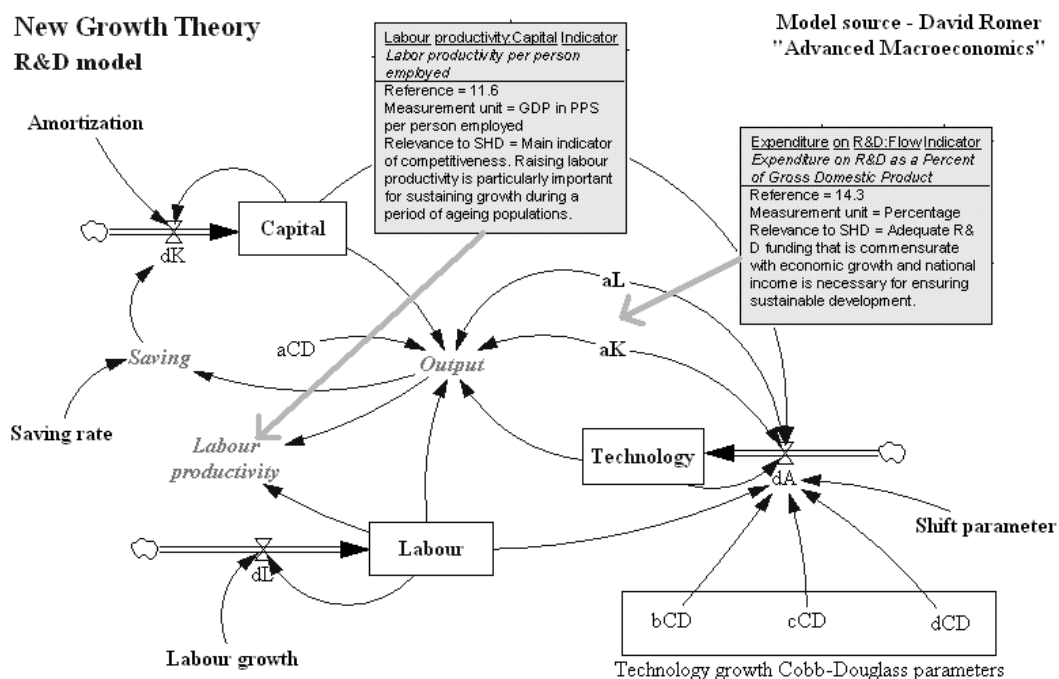 New Growth Theory
R&D model
Model source - David Romer
"Advanced Macroeconomics"
Labour productivity:Capital Indicator
Labor productivity per person
employed
Reference = 11.6
Measurement unit = GDP in PPS
per person employed
Relevance to SHD = Main indicator
of competitiveness. Raising labour
productivity is particularly important
for sustaining growth during a
period of ageing populations.
Expenditure on R&D:Flow Indicator
Expenditure on R&D as a Percent
of Gross Domestic Product
Reference = 14.3
Measurement unit = Percentage
Relevance to SHD = Adequate R&
D funding that is commensurate
with economic growth and national
income is necessary for ensuring
sustainable development.
Amortization
Capital
dK
aL
aCD
aK
Saving
Output
Saving rate
Labour
productivity
Technology
dA
Shift parameter
Labour
dL
bCD
cCD
dCD
Labour growth
Technology growth Cobb-Douglass parameters